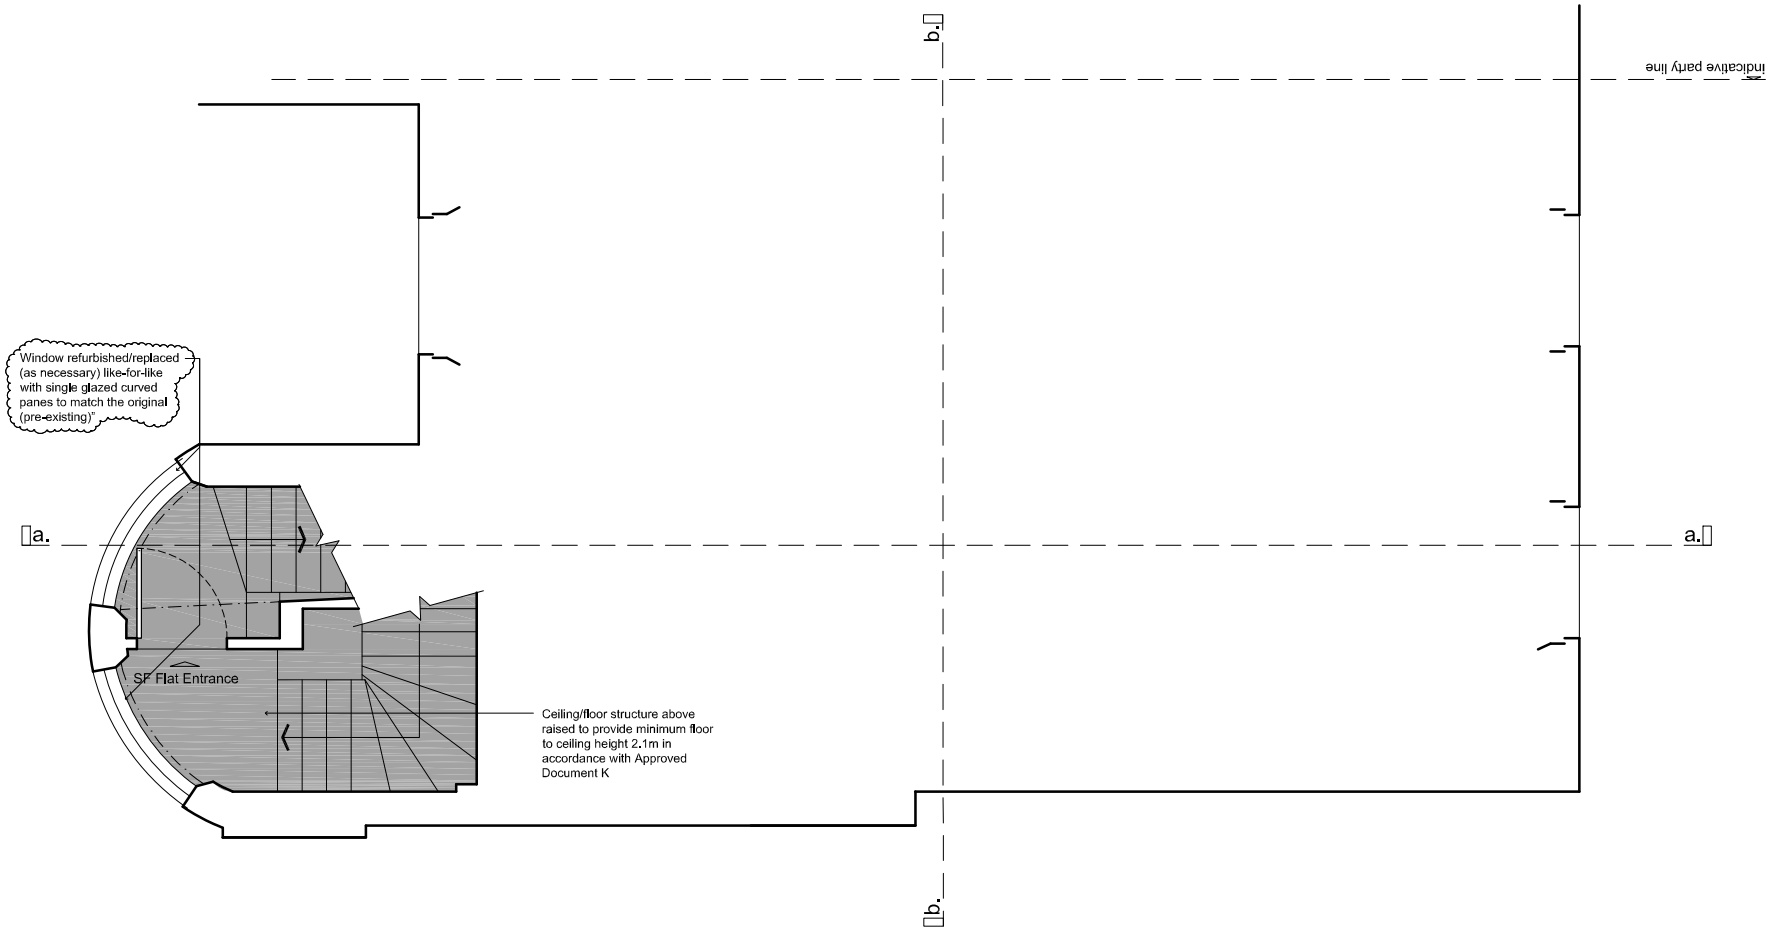 b.
indicative party line
Window refurbished/replaced
(as necessary) like-for-like
with single glazed curved
panes to match the original
(pre-existing)"
a.
a.
SF Flat Entrance
Ceiling/floor structure above
raised to provide minimum floor
to ceiling height 2.1m in
accordance with Approved
Document K
b.